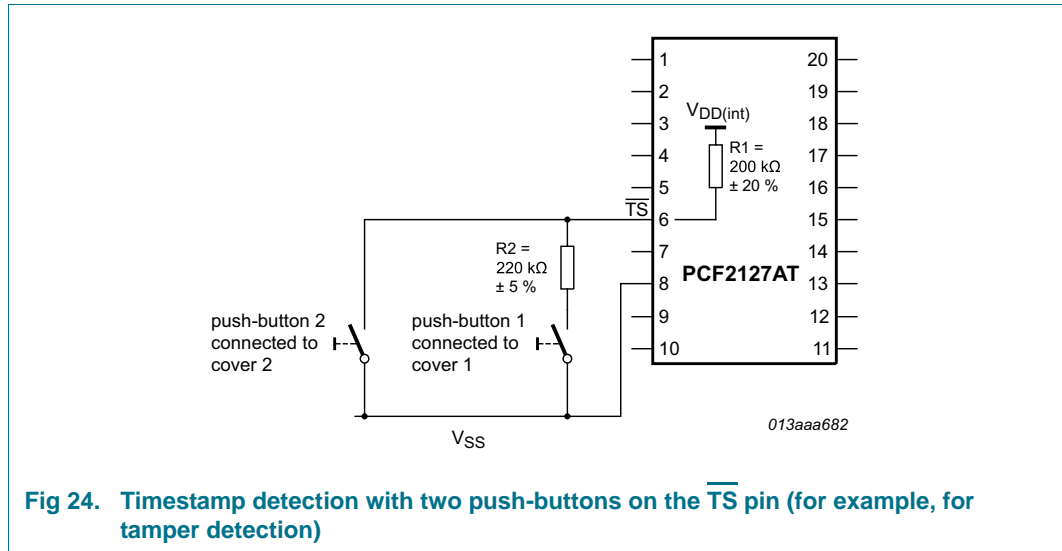 1
2
3
4
5
6
7
8
9
10
20
19
18
17
16
15
14
13
12
11
VDD(int)
R1 =
200 kΩ
± 20 %
TS
R2 =
220 kΩ
± 5 %
PCF2127AT
push-button 2
connected to
cover 2
push-button 1
connected to
cover 1
VSS
013aaa682
Fig 24. Timestamp detection with two push-buttons on the TS pin (for example, for
tamper detection)